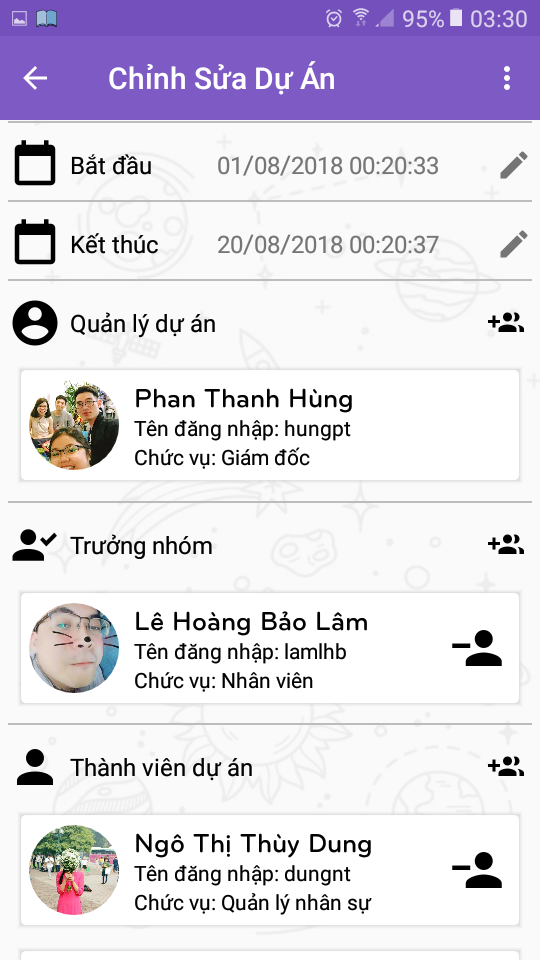 95% 03:30
Chỉnh Sửa Dự Án
Bắt đầu 01/08/2018 00:20:33
Kết thúc 20/08/2018 00:20:37
Quản lý dự án
Phan Thanh Hùng
Tên đăng nhập: hungpt
Chức vụ: Giám đốc
Trưởng nhóm
Lê Hoàng Bảo Lâm
Tên đăng nhập: lamlhb
Chức vụ: Nhân viên
Thành viên dự án
Ngô Thị Thùy Dung
Tên đăng nhập: dungnt
Chức vụ: Quản lý nhân sự